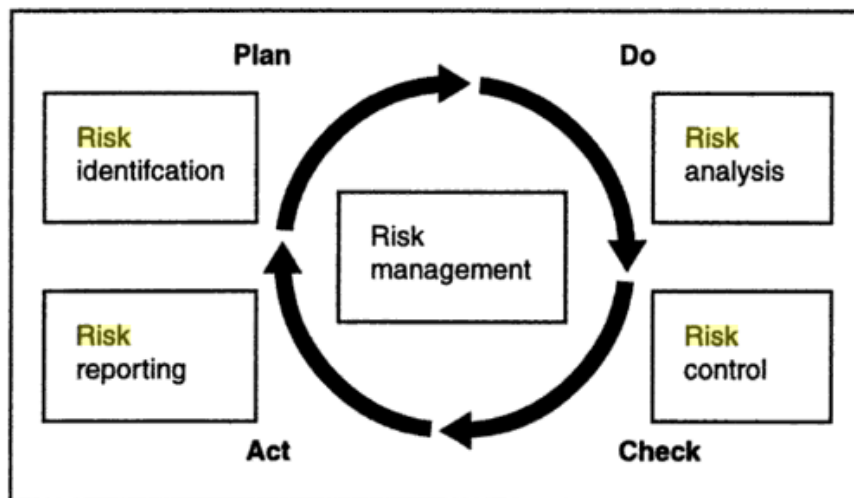 Plan
Do
Risk
identifcation
Risk
analysis
Risk
management
Risk
reporting
Risk
control
Act
Check